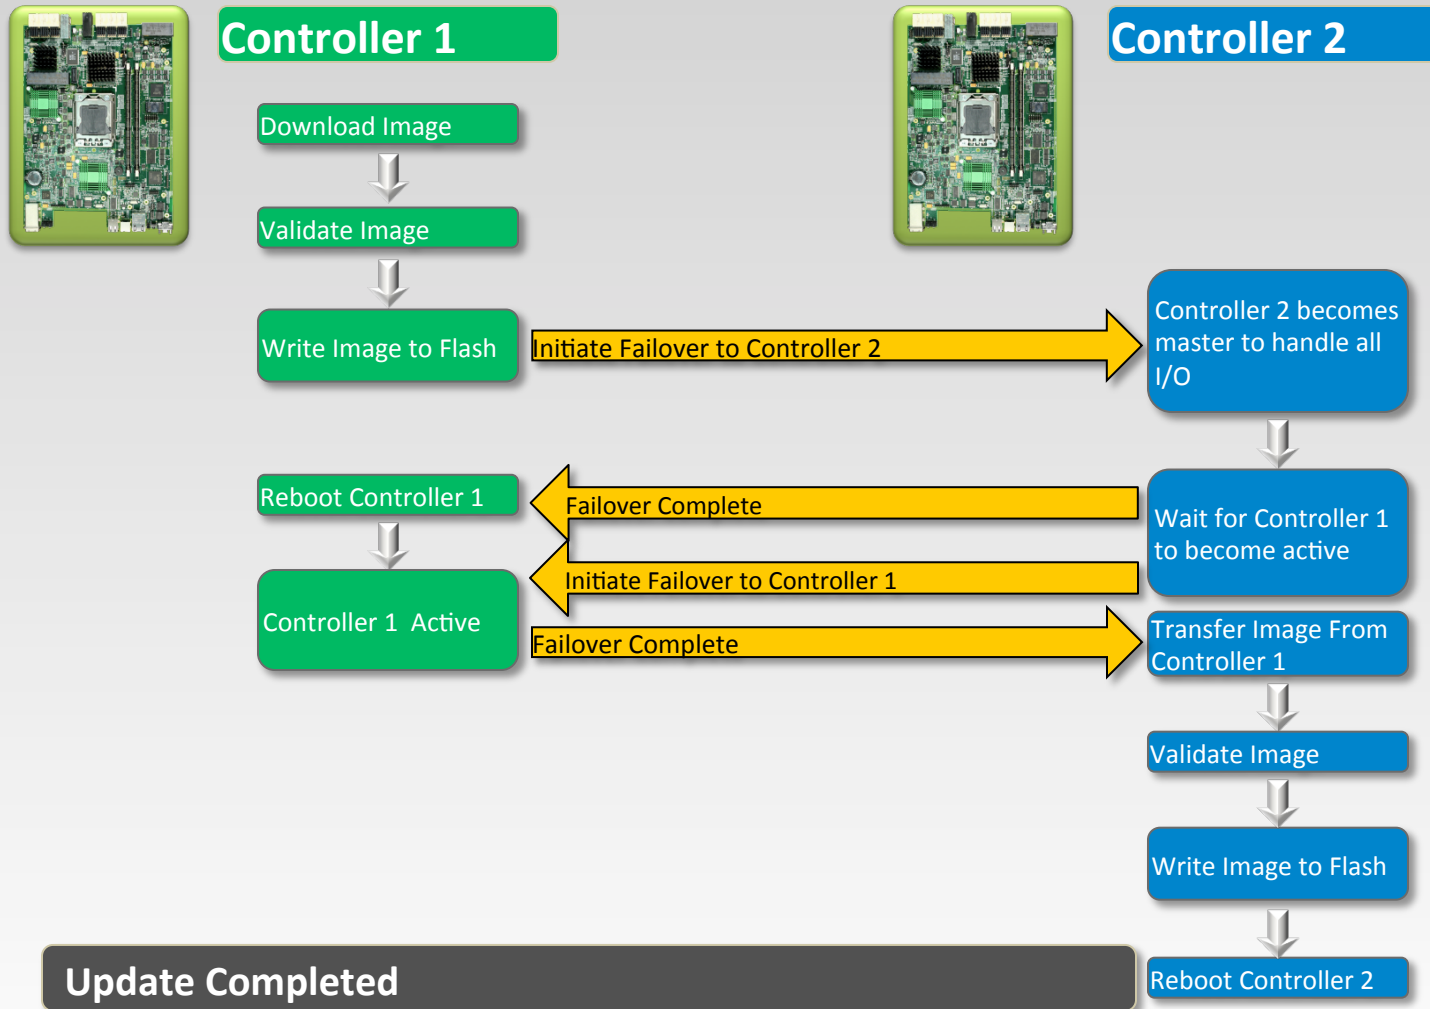 Controller 1
Controller 2
Download Image
Validate Image
Write Image to Flash
Initiate Failover to Controller 2
Controller 2 becomes
master to handle all
I/O
Reboot Controller 1
Failover Complete
Wait for Controller 1
to become active
Initiate Failover to Controller 1
Controller 1  Active
Failover Complete
Transfer Image From
Controller 1
Validate Image
Write Image to Flash
Reboot Controller 2
Update Completed